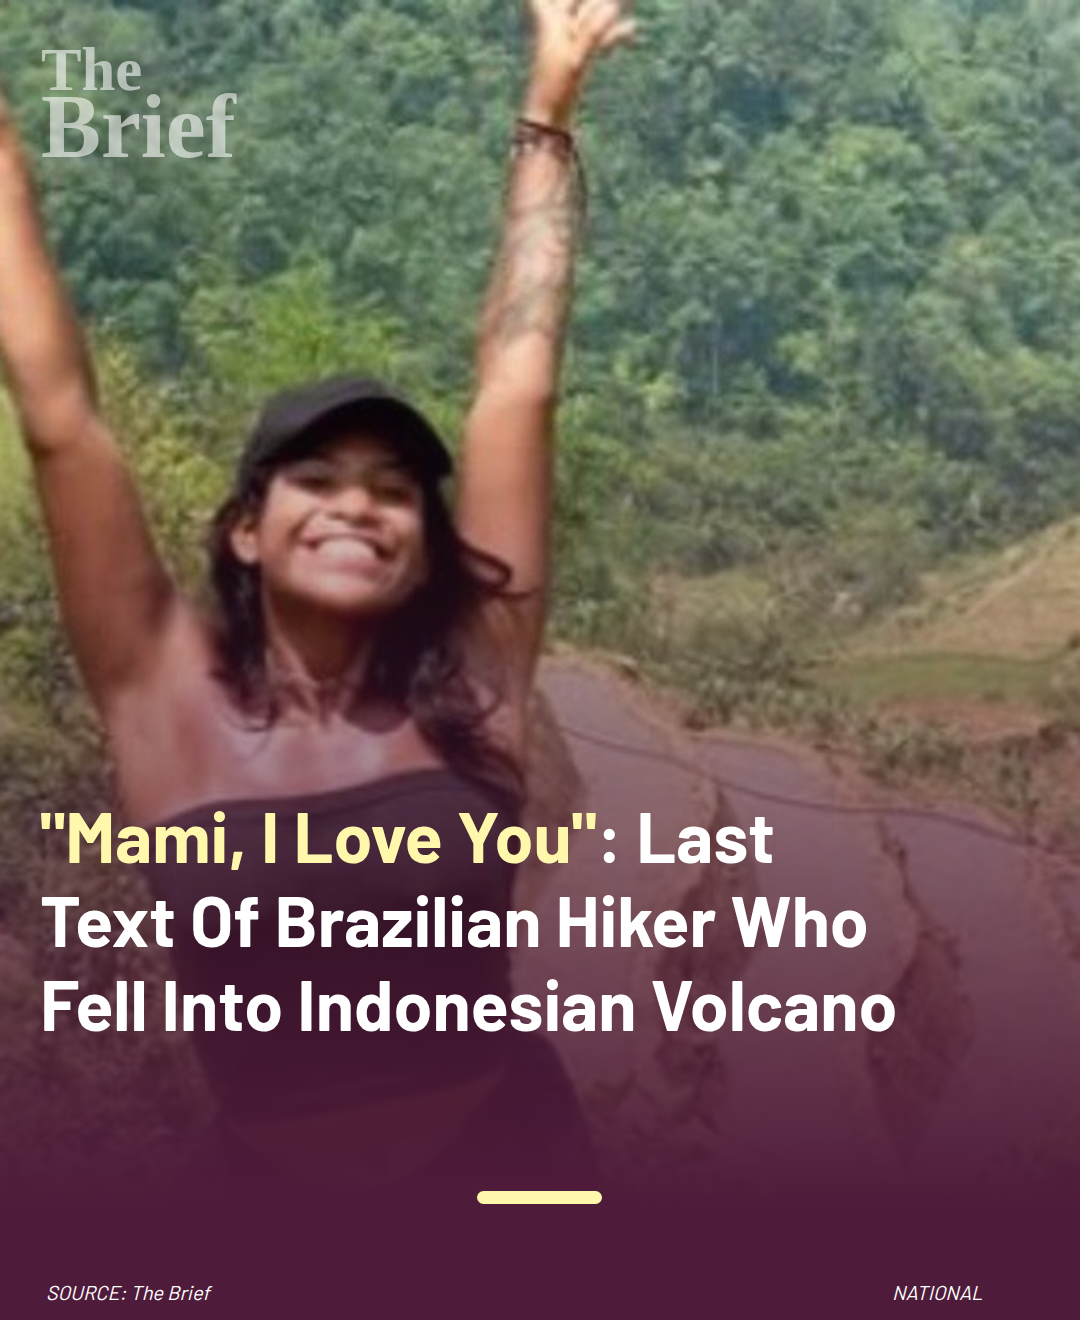 The
Brief
"Mami, I Love You": Last
Text Of Brazilian Hiker Who
Fell Into Indonesian Volcano
SOURCE: The Brief
NATIONAL